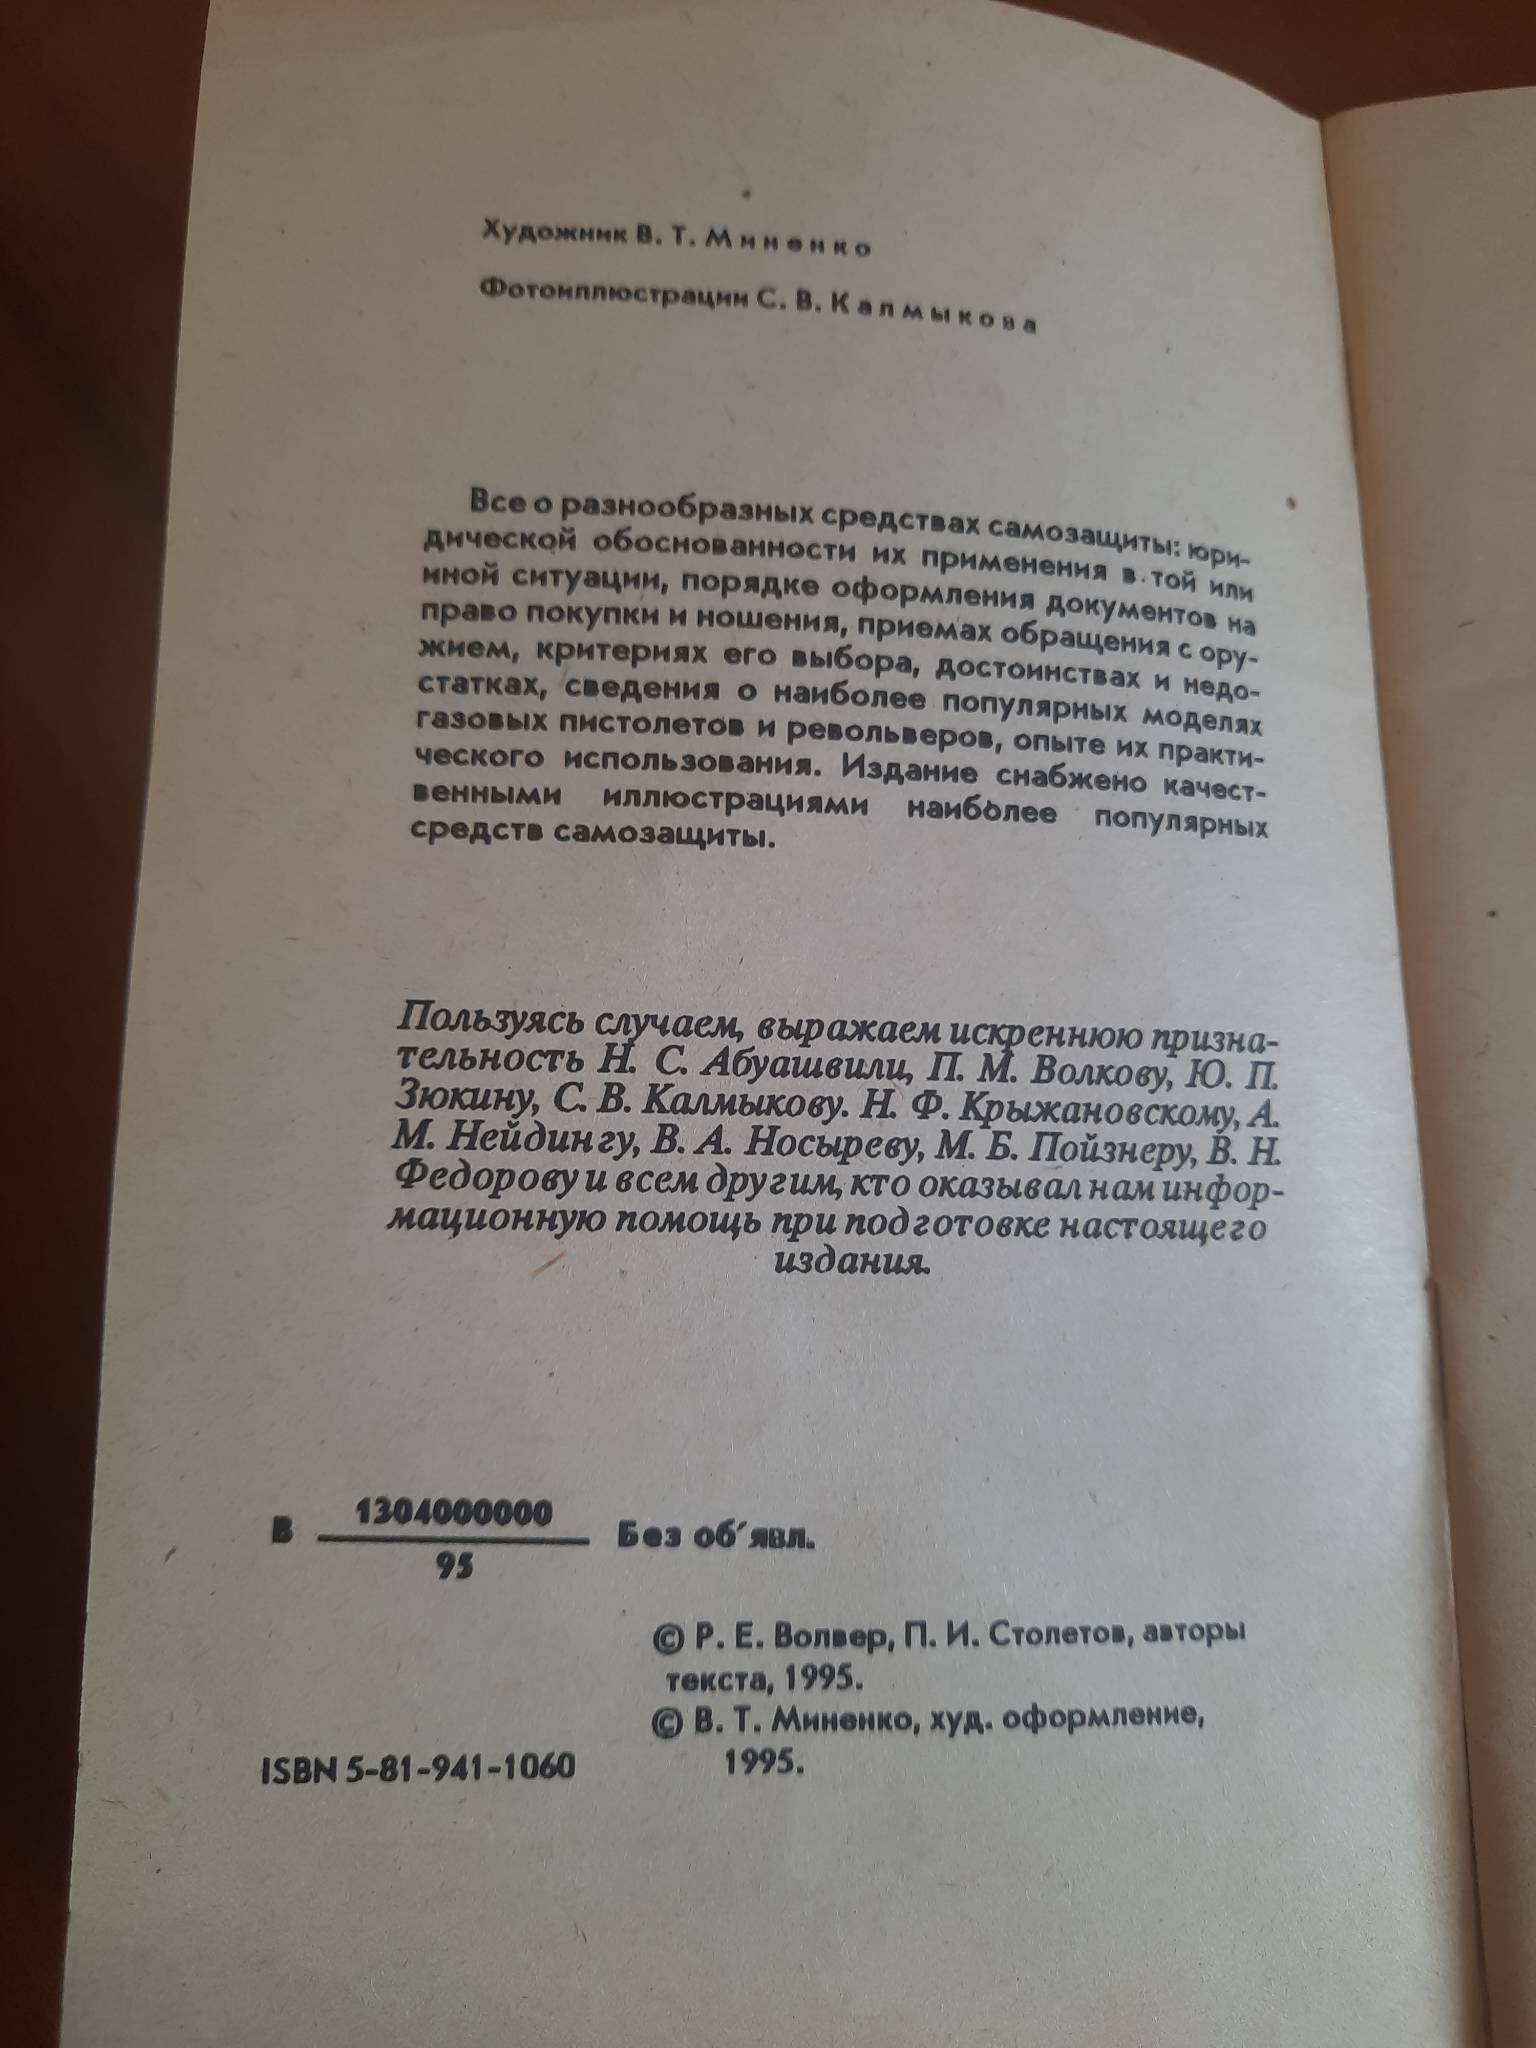 Художник В. Т. Миненко
Фотоиллюстрации С. В. Калмыкова
Все о разнообразных средствах самозащиты: юри-
дической обоснованности их применения в той или
иной ситуации, порядке оформления документов на
право покупки и ношения, приемах обращения с ору-
жием, критериях его выбора, достоинствах и недо-
статках, сведения о наиболее популярных моделях
газовых пистолетов и револьверов, опыте их практи-
ческого использования. Издание снабжено качест-
венными иллюстрациями наиболее популярных
средств самозащиты.
Пользуясь случаем, выражаем искреннюю призна-
тельность Н. С. Абуашвили, П. М. Волкову, Ю. П.
Зюкину, С. В. Калмыкову. Н. Ф. Крыжановскому, А.
М. Нейдингу, В. А. Носыреву, М. Б. Пойзнеру, В. Н.
Федорову и всем другим, кто оказывал нам инфор-
мационную помощь при подготовке настоящего
издания.
В 1304000000 Без об′явл.
95
© Р. Е. Волвер, П. И. Столетов, авторы
текста, 1995.
© В. Т. Миненко, худ. оформление,
1995.
ISBN 5-81-941-1060